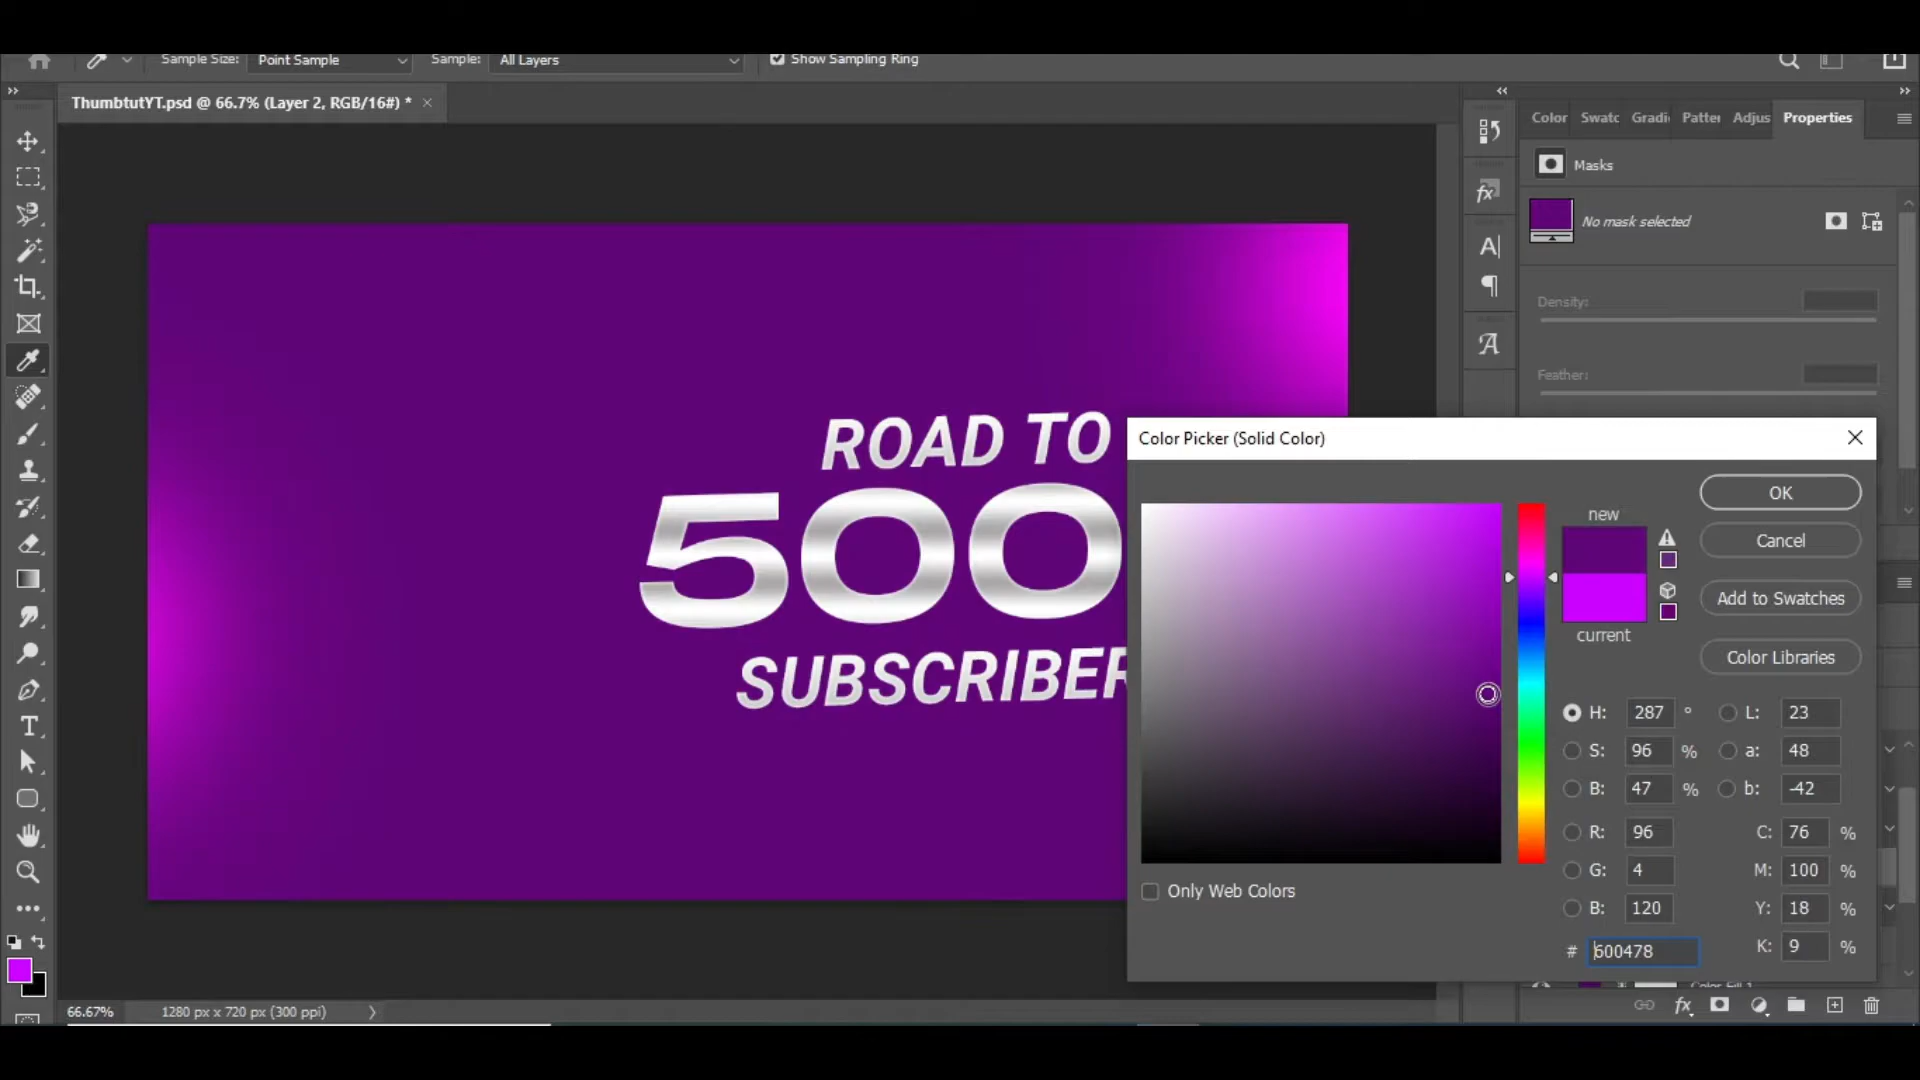 Sample Size: Point Sample Sample: All Layers Show Sampling Ring
ThumbtutYT.psd @ 66.7% (Layer 2, RGB/16#) * ×
Color Swatc Gradi Patter Adjus Properties
Masks
No mask selected
Density:
Feather:
ROAD TO
500
SUBSCRIBER
Color Picker (Solid Color)
new
current
OK
Cancel
Add to Swatches
Color Libraries
H: 287 ° L: 23
S: 96 % a: 48
B: 47 % b: -42
R: 96 C: 76 %
G: 4 M: 100 %
B: 120 Y: 18 %
# 600478 K: 9 %
Only Web Colors
Color Fill 1
66.67% 1280 px x 720 px (300 ppi)